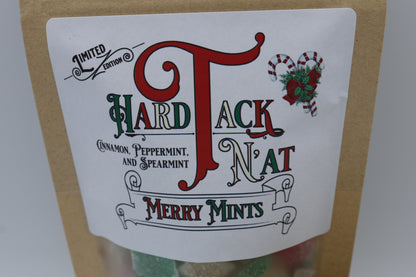 Limited
Edition
Hard Tack
Cinnamon, Peppermint,
and Spearmint
N'at
Merry Mints